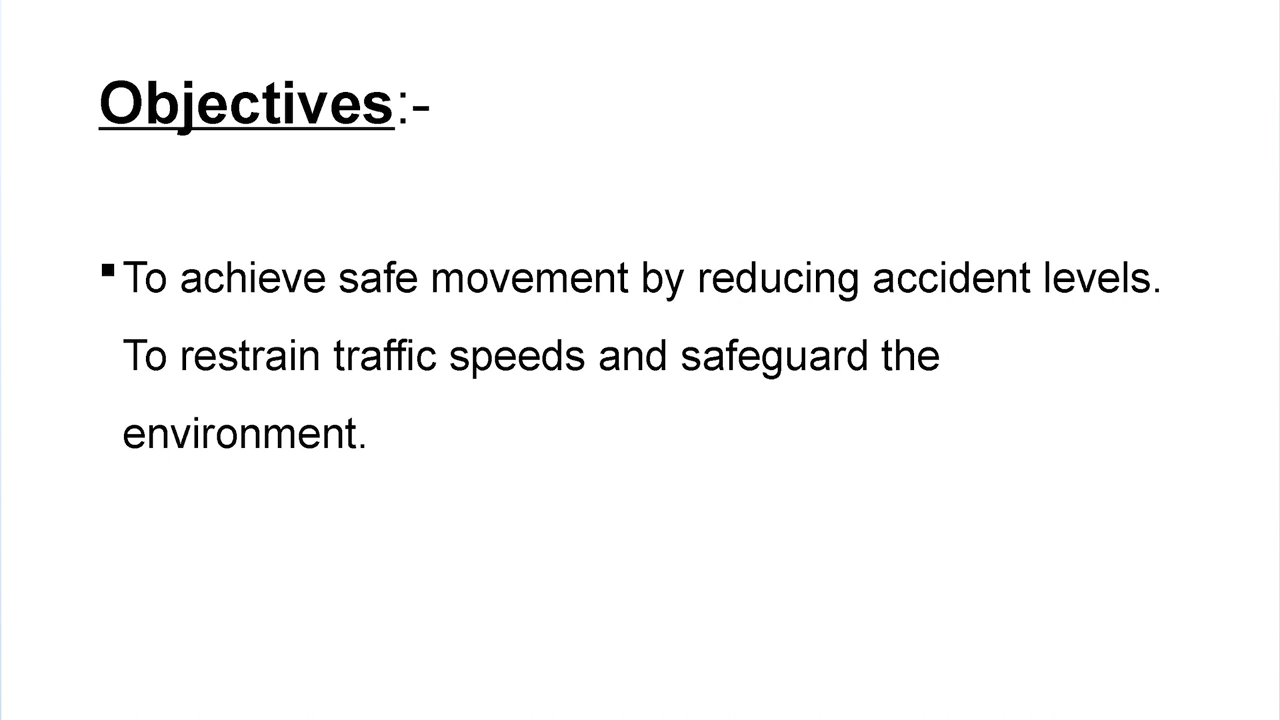 Objectives:-
▪To achieve safe movement by reducing accident levels.
To restrain traffic speeds and safeguard the
environment.